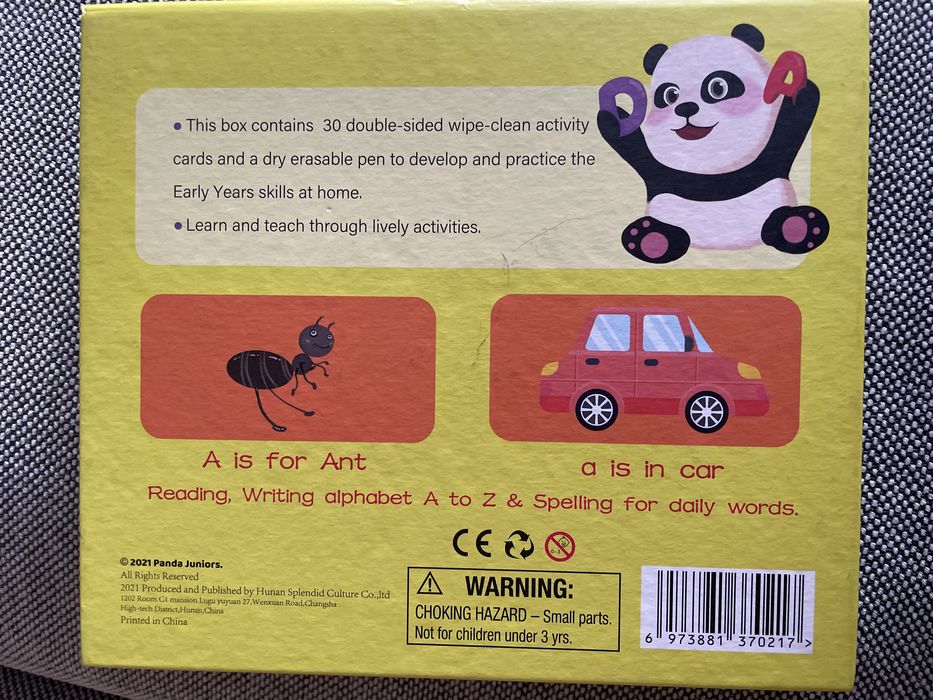 • This box contains 30 double-sided wipe-clean activity
cards and a dry erasable pen to develop and practice the
Early Years skills at home.
• Learn and teach through lively activities.
A is for Ant
a is in car
Reading, Writing alphabet A to Z & Spelling for daily words.
CE
0-3
© 2021 Panda Juniors.
All Rights Reserved
2021 Produced and Published by Hunan Splendid Culture Co.,ltd
1202 Room C1 mansion Lugu yuyuan 27,Wenxuan Road,Changsha
High-tech District,Hunan,China
Printed in China
WARNING:
CHOKING HAZARD – Small parts.
Not for children under 3 yrs.
6 973881 370217 >